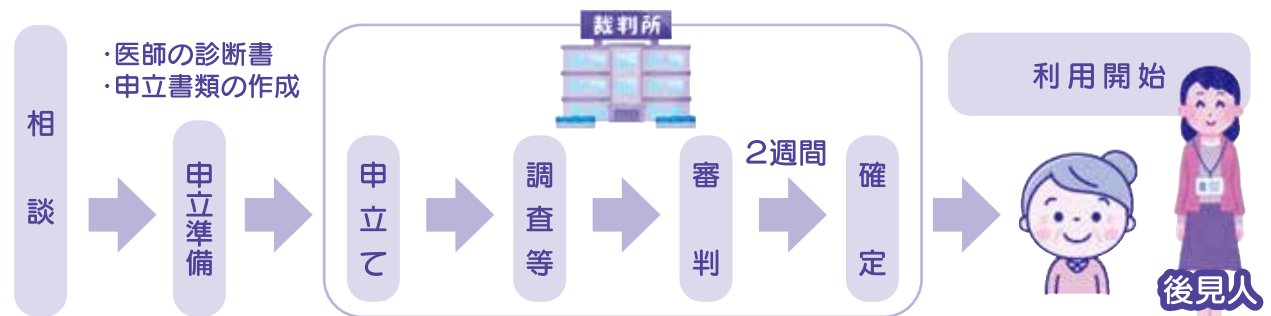 相談
・医師の診断書
・申立書類の作成
申立準備
裁判所
申立て
調査等
審判
2週間
確定
利用開始
後見人